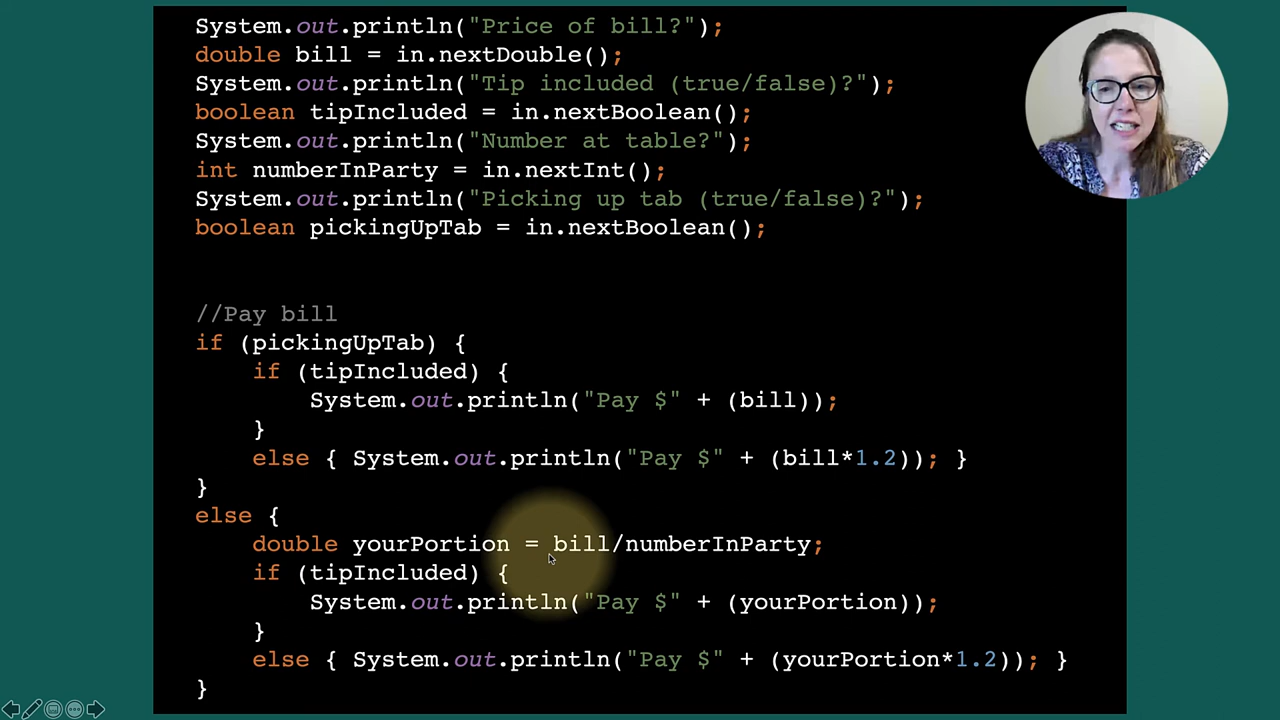 System.out.println("Price of bill?");
double bill = in.nextDouble();
System.out.println("Tip included (true/false)?");
boolean tipIncluded = in.nextBoolean();
System.out.println("Number at table?");
int numberInParty = in.nextInt();
System.out.println("Picking up tab (true/false)?");
boolean pickingUpTab = in.nextBoolean();
//Pay bill
if (pickingUpTab) {
if (tipIncluded) {
System.out.println("Pay $" + (bill));
}
else { System.out.println("Pay $" + (bill*1.2)); }
}
else {
double yourPortion = bill/numberInParty;
if (tipIncluded) {
System.out.println("Pay $" + (yourPortion));
}
else { System.out.println("Pay $" + (yourPortion*1.2)); }
}